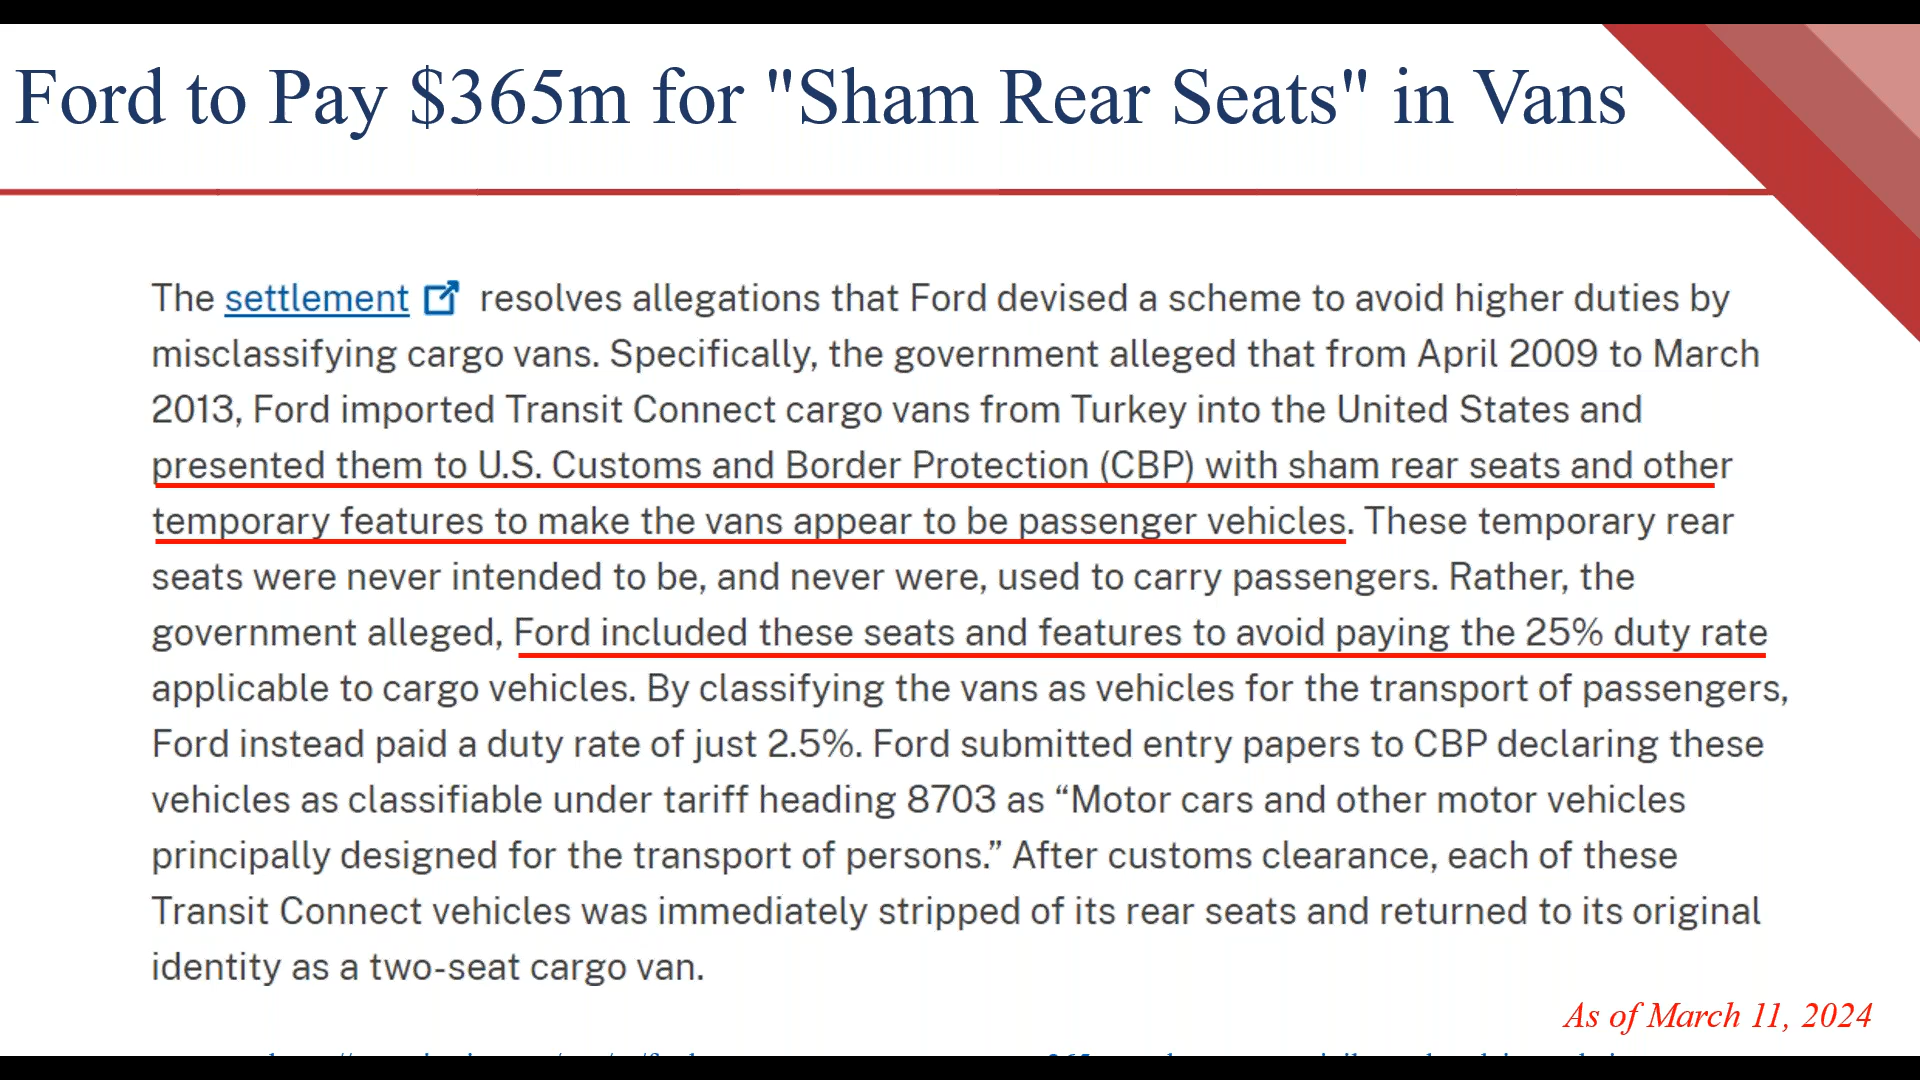 Ford to Pay $365m for "Sham Rear Seats" in Vans
The settlement resolves allegations that Ford devised a scheme to avoid higher duties by
misclassifying cargo vans. Specifically, the government alleged that from April 2009 to March
2013, Ford imported Transit Connect cargo vans from Turkey into the United States and
presented them to U.S. Customs and Border Protection (CBP) with sham rear seats and other
temporary features to make the vans appear to be passenger vehicles. These temporary rear
seats were never intended to be, and never were, used to carry passengers. Rather, the
government alleged, Ford included these seats and features to avoid paying the 25% duty rate
applicable to cargo vehicles. By classifying the vans as vehicles for the transport of passengers,
Ford instead paid a duty rate of just 2.5%. Ford submitted entry papers to CBP declaring these
vehicles as classifiable under tariff heading 8703 as “Motor cars and other motor vehicles
principally designed for the transport of persons.” After customs clearance, each of these
Transit Connect vehicles was immediately stripped of its rear seats and returned to its original
identity as a two-seat cargo van.
As of March 11, 2024